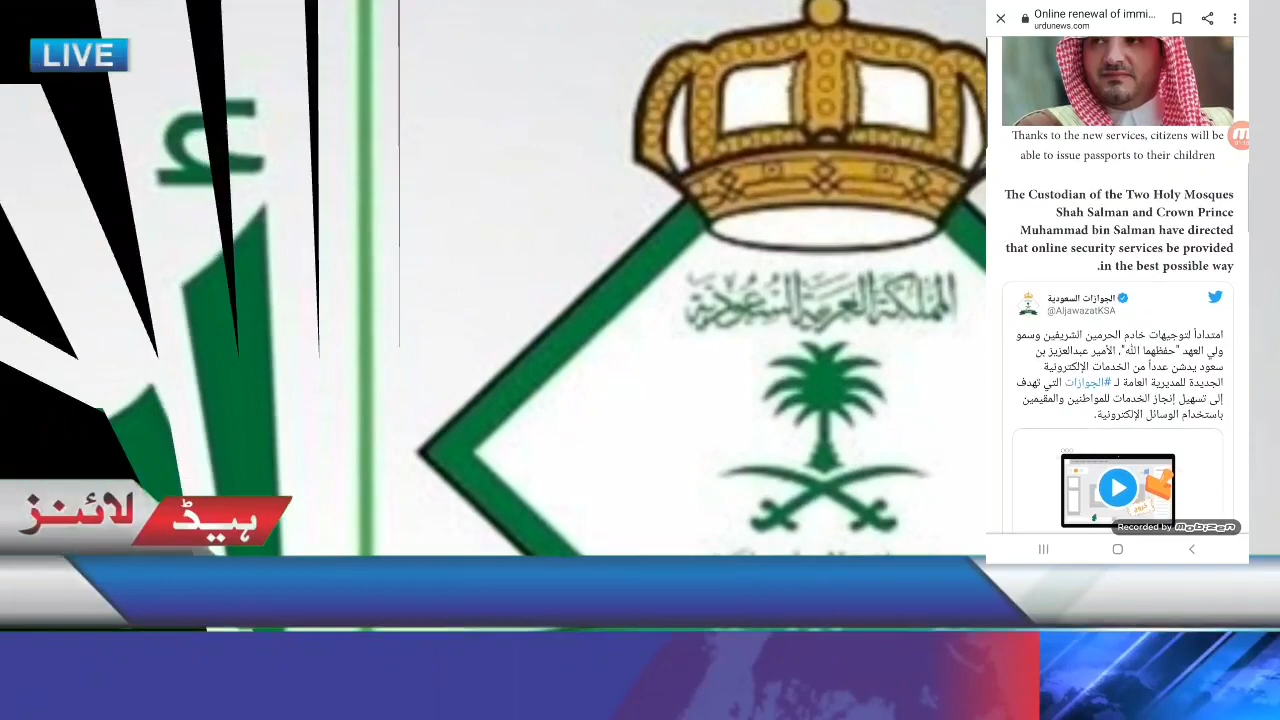 LIVE
المملكة العربية السعودية
ہیڈ
لائنز
Online renewal of immi...
urdunews.com
Thanks to the new services, citizens will be
able to issue passports to their children
The Custodian of the Two Holy Mosques
Shah Salman and Crown Prince
Muhammad bin Salman have directed
that online security services be provided
.in the best possible way
الجوازات السعودية
@AljawazatKSA
امتداداً لتوجيهات خادم الحرمين الشريفين وسمو
ولي العهد "حفظهما الله"، الأمير عبدالعزيز بن
سعود يدشن عدداً من الخدمات الإلكترونية
الجديدة للمديرية العامة لـ #الجوازات التي تهدف
إلى تسهيل إنجاز الخدمات للمواطنين والمقيمين
باستخدام الوسائل الإلكترونية.
خروج
Recorded by mobizen